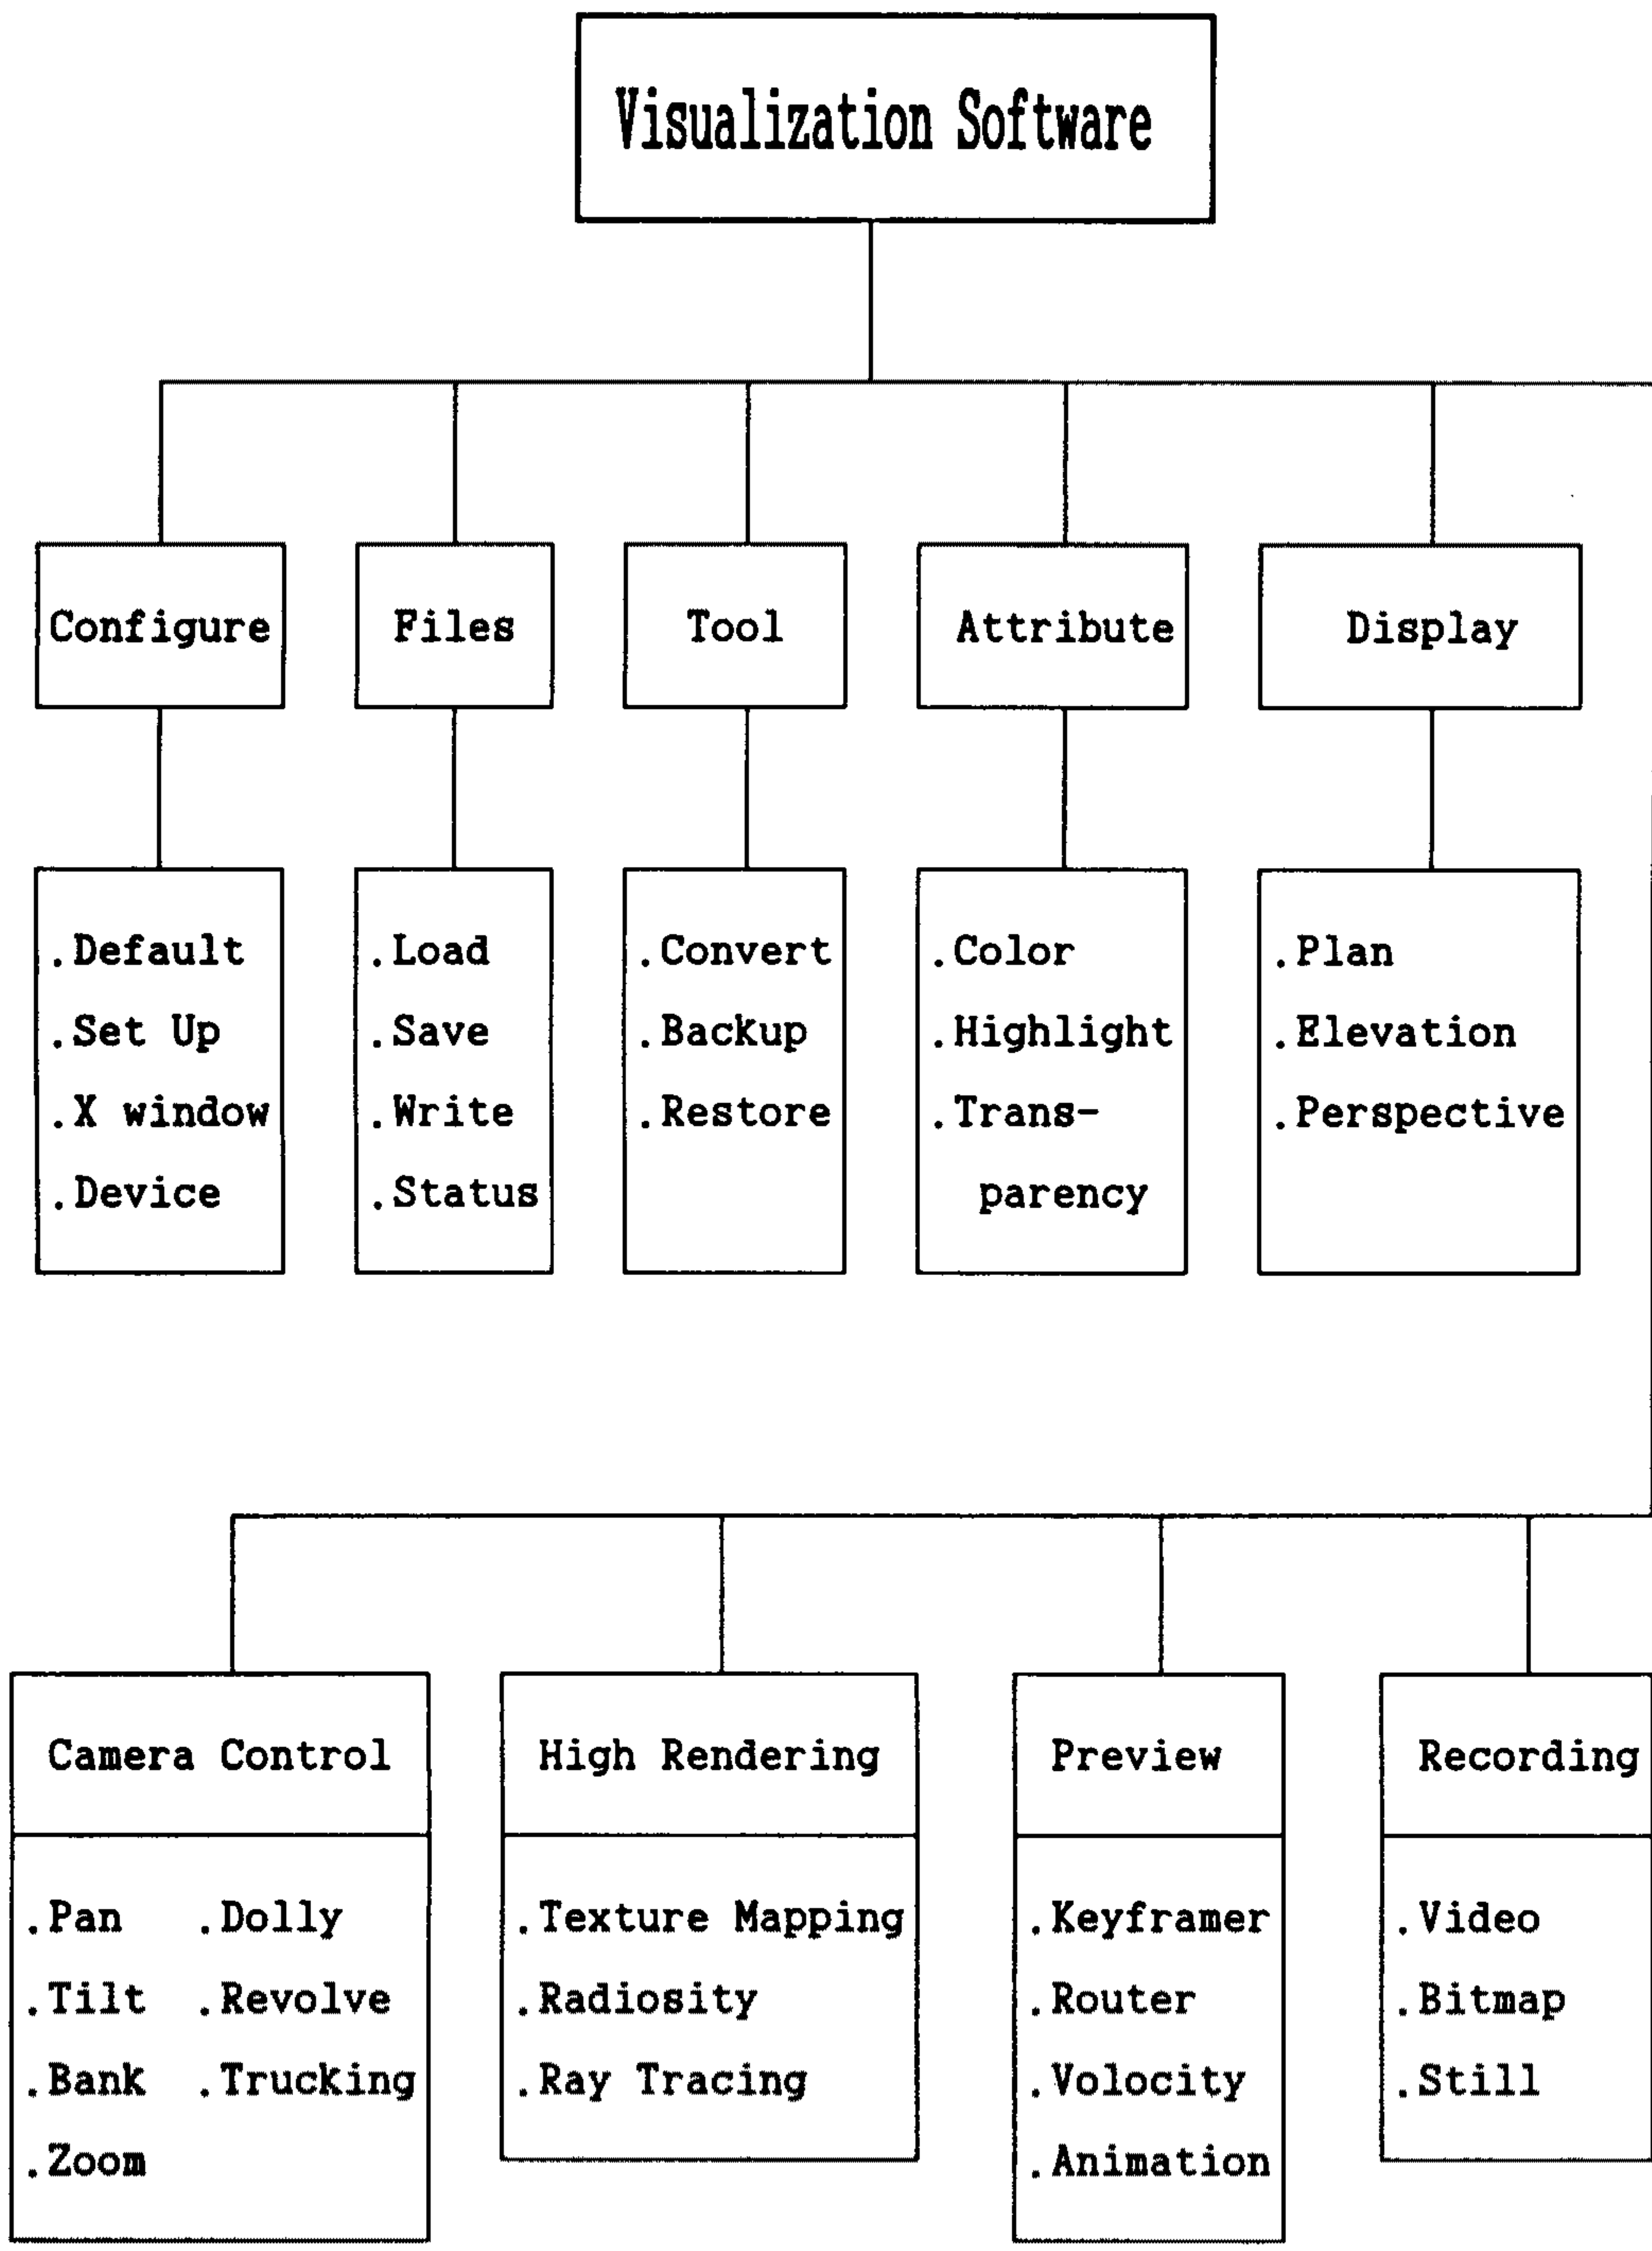 Visualization Software
Configure
Files
Tool
Attribute
Display
.Default
.Set Up
.X window
.Device
.Load
.Save
.Write
.Status
.Convert
.Backup
.Restore
.Color
.Highlight
.Trans-
parency
.Plan
.Elevation
.Perspective
Camera Control
.Pan .Dolly
.Tilt .Revolve
.Bank .Trucking
.Zoom
High Rendering
.Texture Mapping
.Radiosity
.Ray Tracing
Preview
.Keyframer
.Router
.Volocity
.Animation
Recording
.Video
.Bitmap
.Still